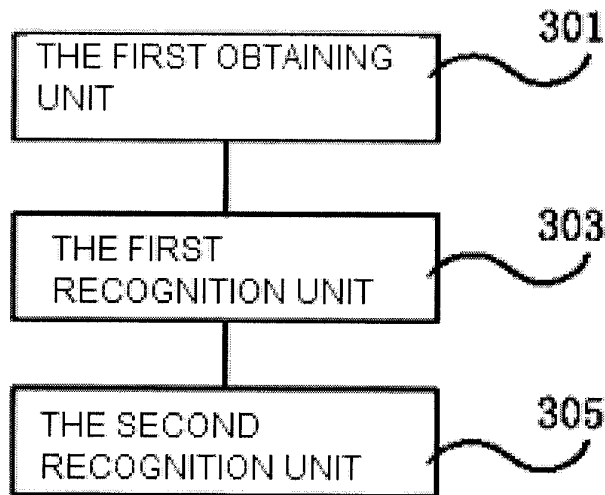 301
THE FIRST OBTAINING
UNIT
303
THE FIRST
RECOGNITION UNIT
305
THE SECOND
RECOGNITION UNIT